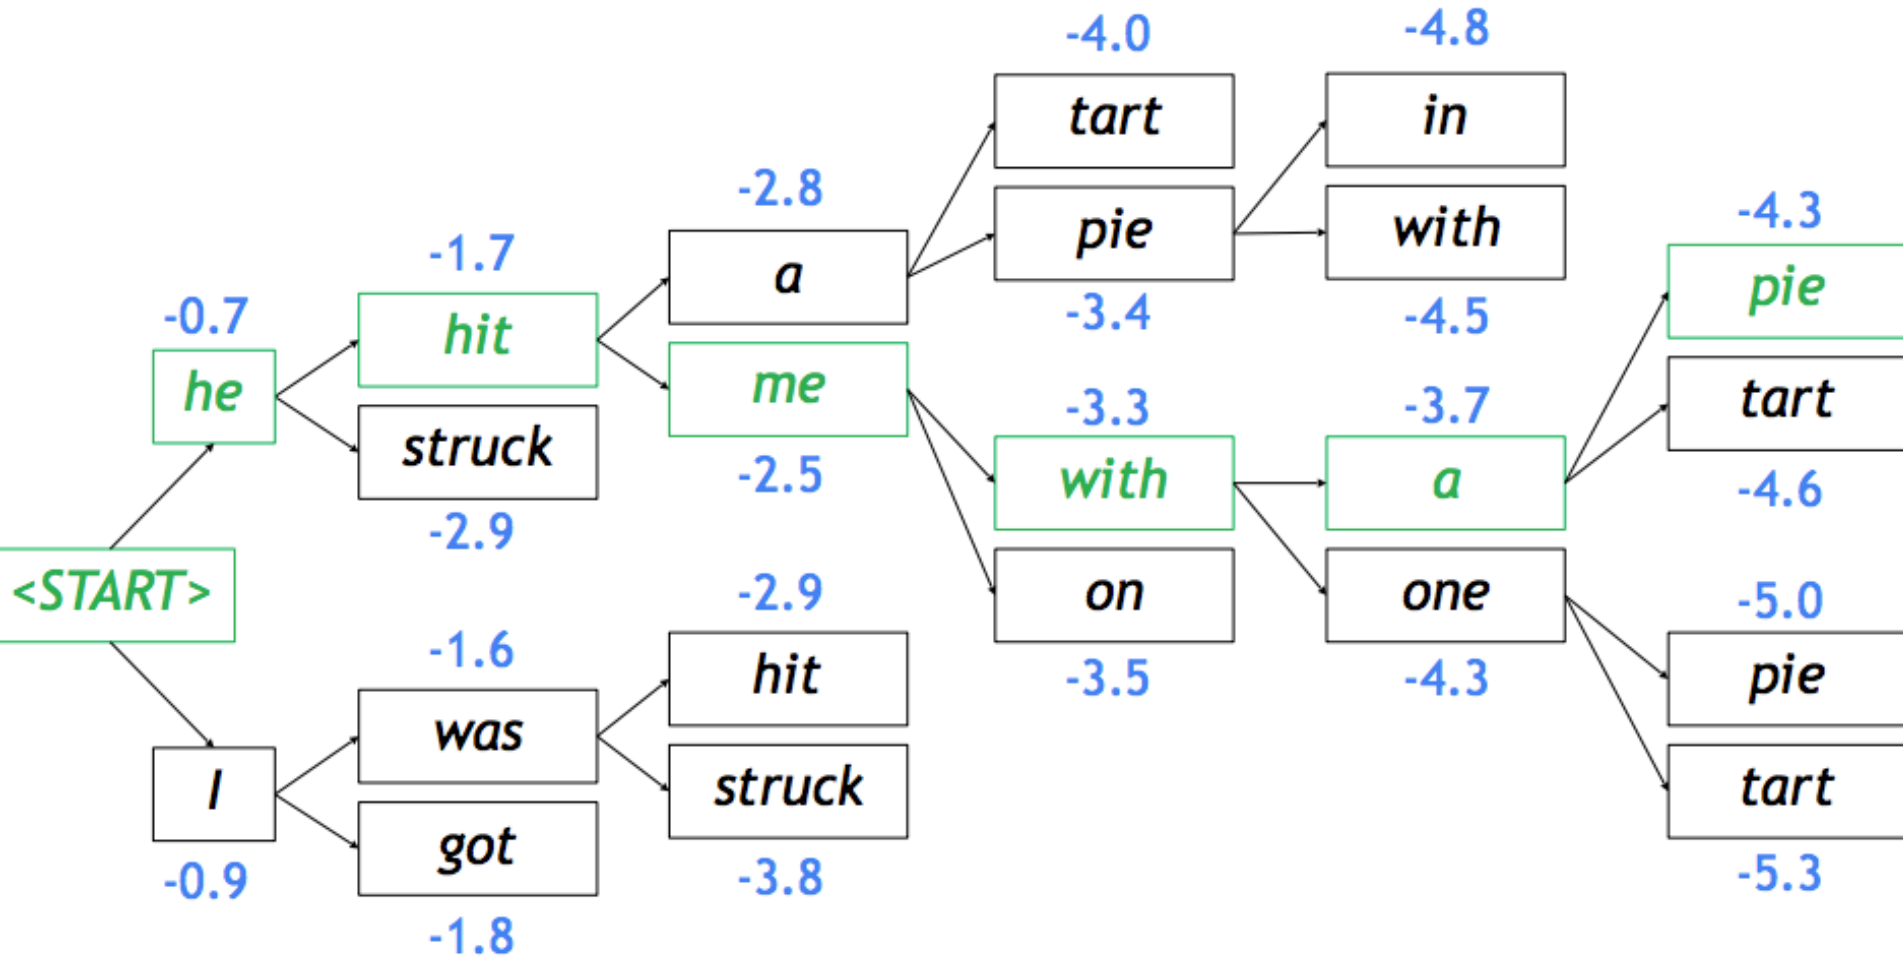 -4.0
-4.8
tart
in
-2.8
pie
with
-4.3
-1.7
a
-3.4
-4.5
pie
-0.7
hit
me
-3.3
-3.7
tart
he
struck
-2.5
with
a
-4.6
-2.9
<START>
-2.9
on
one
-5.0
-1.6
hit
-3.5
-4.3
pie
I
was
struck
tart
-0.9
got
-3.8
-5.3
-1.8